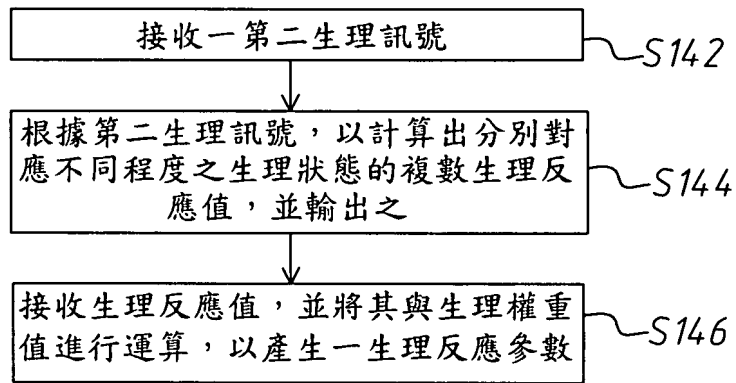 接收一第二生理訊號
S142
根據第二生理訊號，以計算出分別對
應不同程度之生理狀態的複數生理反
應值，並輸出之
S144
接收生理反應值，並將其與生理權重
值進行運算，以產生一生理反應參數
S146